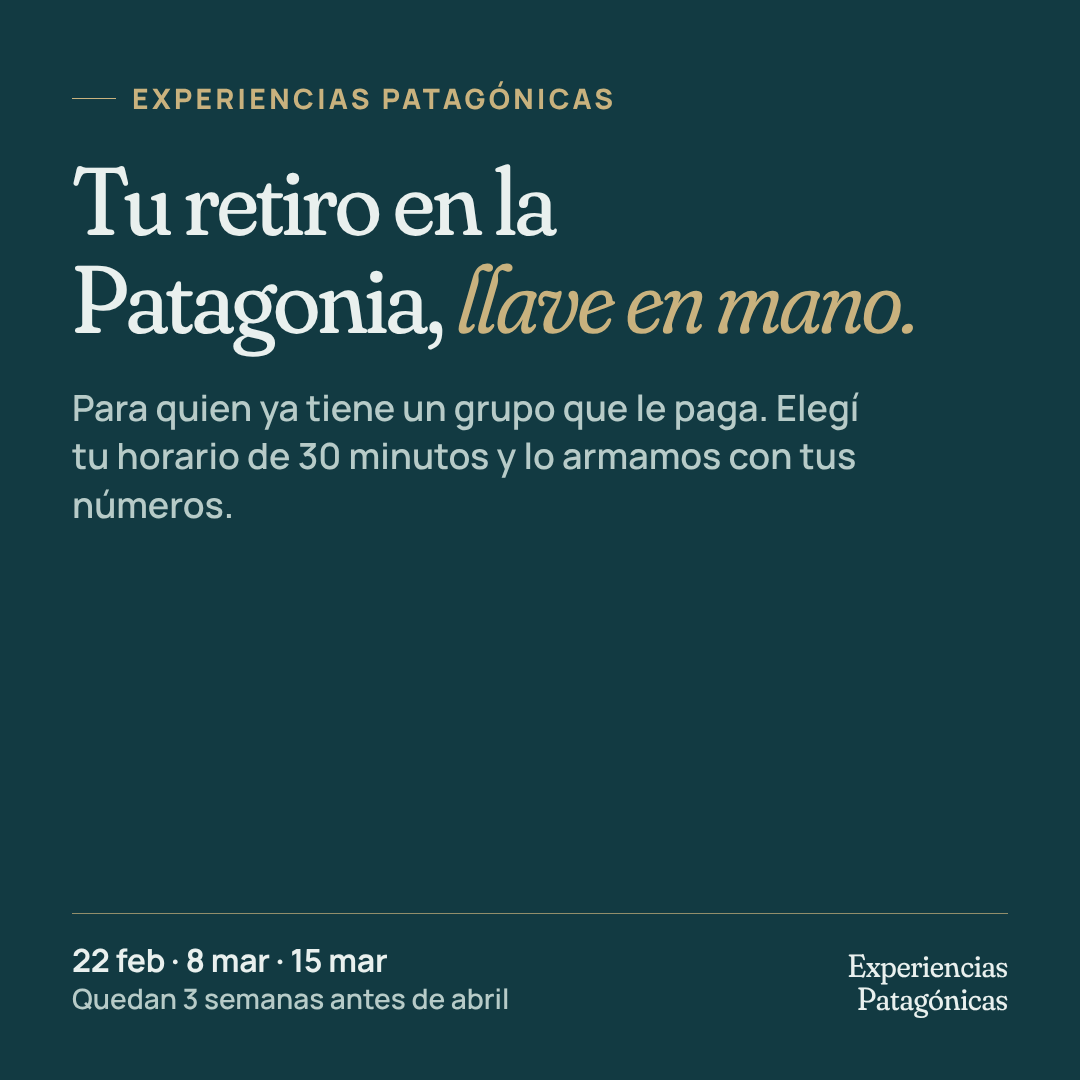 EXPERIENCIAS PATAGÓNICAS
Tu retiro en la
Patagonia, llave en mano.
Para quien ya tiene un grupo que le paga. Elegí
tu horario de 30 minutos y lo armamos con tus
números.
22 feb · 8 mar · 15 mar
Quedan 3 semanas antes de abril
Experiencias
Patagónicas